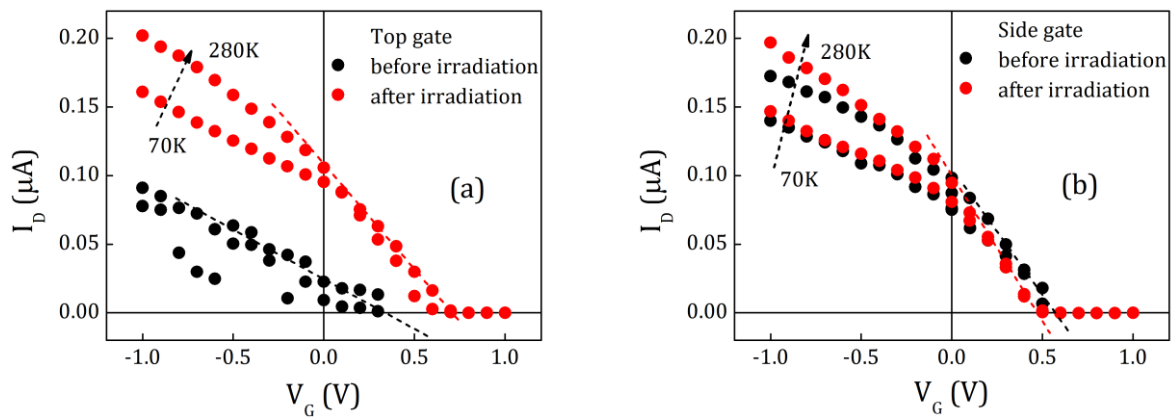 Top gate
before irradiation
after irradiation
280K
70K
(a)
0.20
0.15
0.10
0.05
0.00
-1.0 -0.5 0.0 0.5 1.0
I_D (μA)
V_G (V)
Side gate
before irradiation
after irradiation
280K
70K
(b)
0.20
0.15
0.10
0.05
0.00
-1.0 -0.5 0.0 0.5 1.0
I_D (μA)
V_G (V)